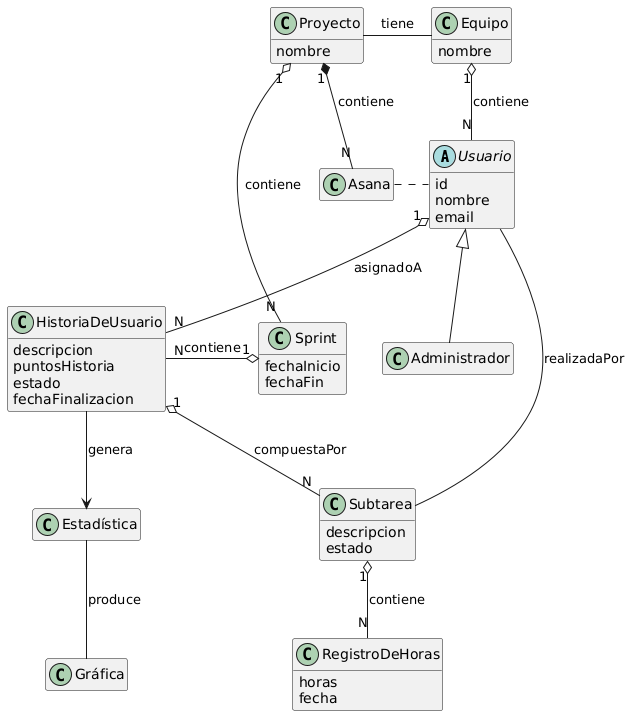 C Proyecto
nombre
tiene
C Equipo
nombre
1
1
1
contiene
contiene
N
N
A Usuario
id
nombre
email
C Asana
contiene
1
asignadoA
N
N
C HistoriaDeUsuario
descripcion
puntosHistoria
estado
fechaFinalizacion
C Sprint
fechaInicio
fechaFin
N
contiene
1
C Administrador
realizadaPor
1
genera
compuestaPor
N
C Subtarea
descripcion
estado
C Estadística
1
contiene
produce
N
C RegistroDeHoras
horas
fecha
C Gráfica